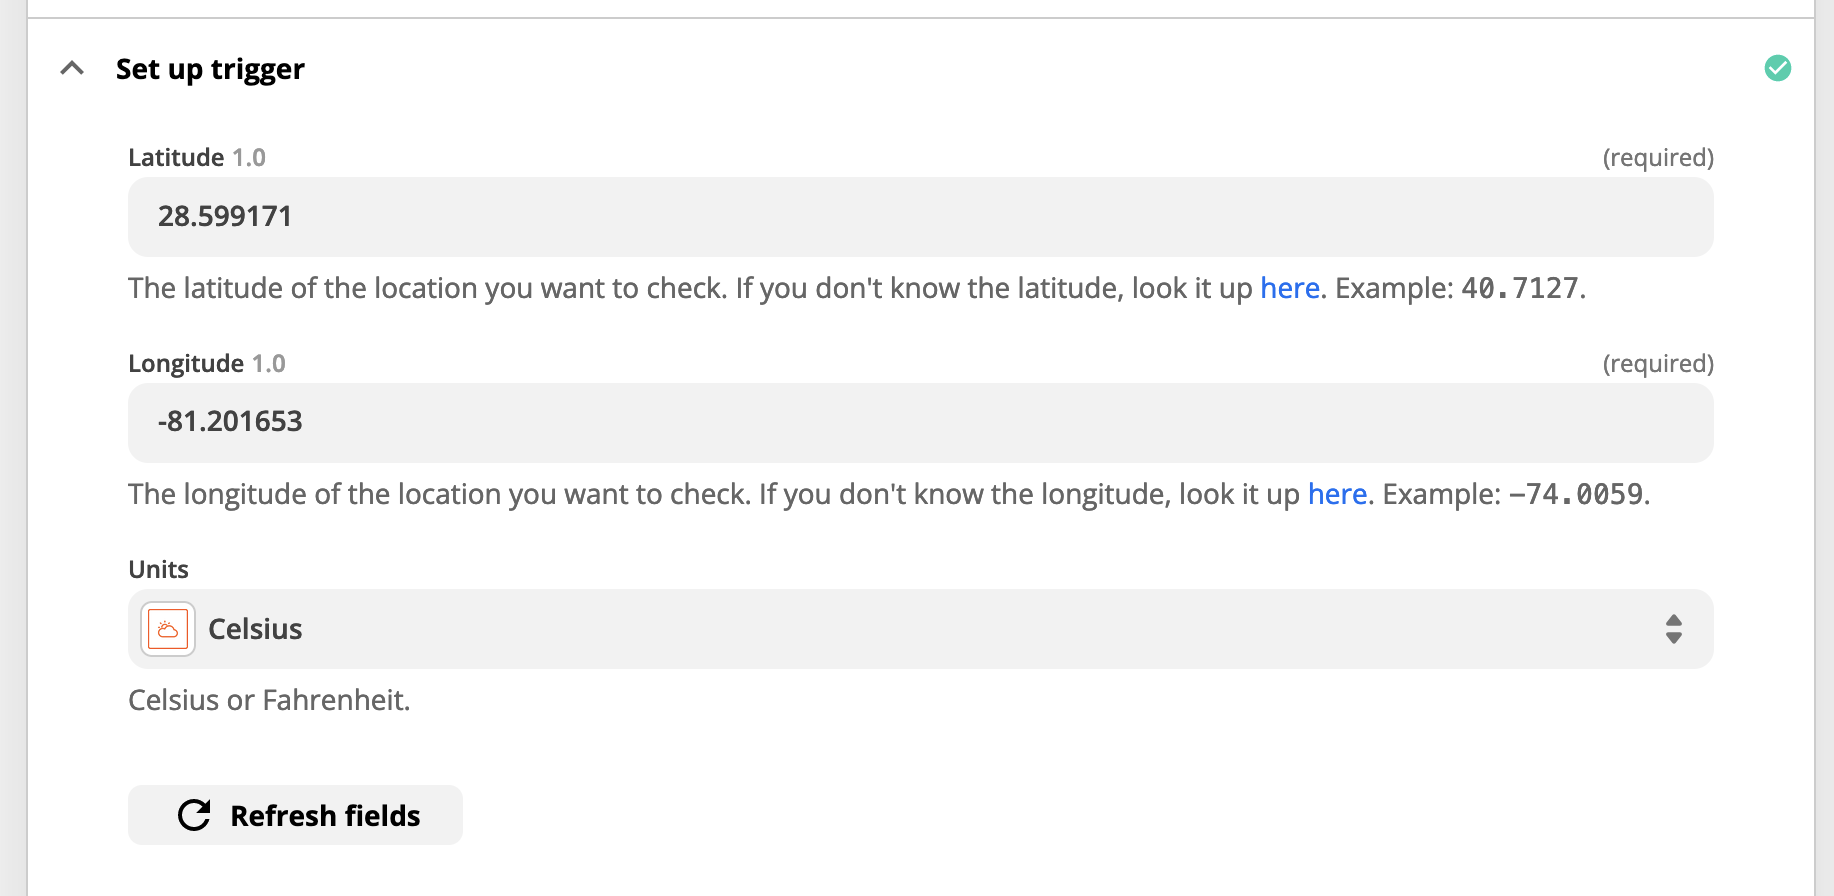 Set up trigger
Latitude 1.0 (required)
28.599171
The latitude of the location you want to check. If you don't know the latitude, look it up here. Example: 40.7127.
Longitude 1.0 (required)
-81.201653
The longitude of the location you want to check. If you don't know the longitude, look it up here. Example: -74.0059.
Units
Celsius
Celsius or Fahrenheit.
Refresh fields